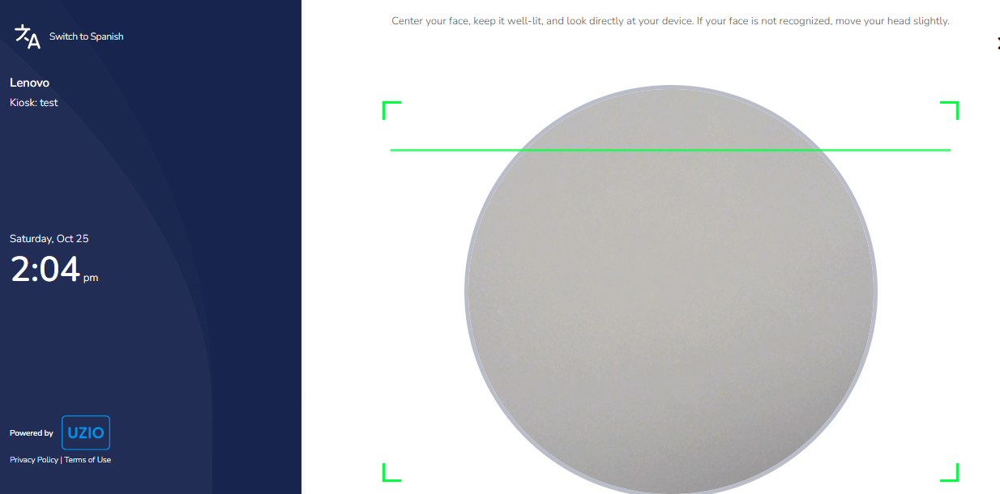 Switch to Spanish
Lenovo
Kiosk: test
Saturday, Oct 25
2:04 pm
Powered by UZIO
Privacy Policy | Terms of Use
Center your face, keep it well-lit, and look directly at your device. If your face is not recognized, move your head slightly.